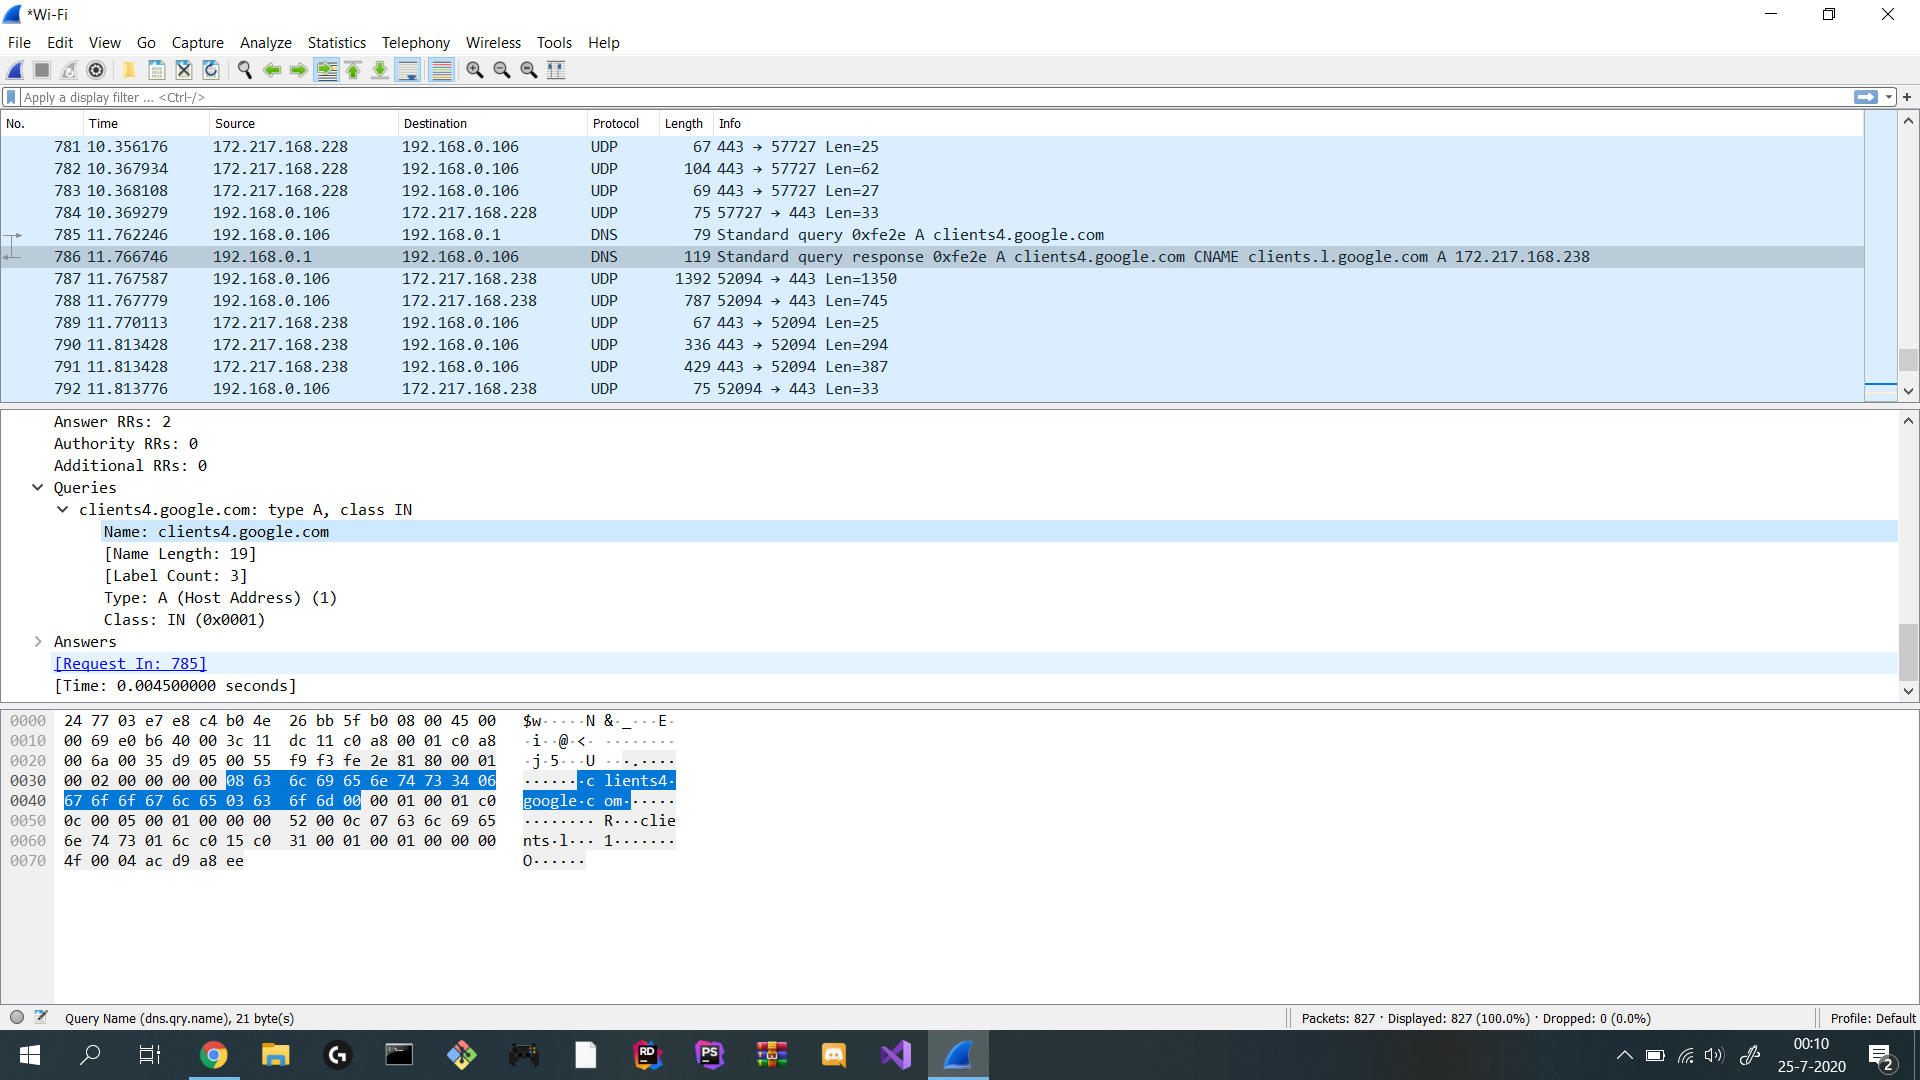 *Wi-Fi
File Edit View Go Capture Analyze Statistics Telephony Wireless Tools Help
Apply a display filter ... <Ctrl-/>
No. Time Source Destination Protocol Length Info
781 10.356176 172.217.168.228 192.168.0.106 UDP 67 443 → 57727 Len=25
782 10.367934 172.217.168.228 192.168.0.106 UDP 104 443 → 57727 Len=62
783 10.368108 172.217.168.228 192.168.0.106 UDP 69 443 → 57727 Len=27
784 10.369279 192.168.0.106 172.217.168.228 UDP 75 57727 → 443 Len=33
785 11.762246 192.168.0.106 192.168.0.1 DNS 79 Standard query 0xfe2e A clients4.google.com
786 11.766746 192.168.0.1 192.168.0.106 DNS 119 Standard query response 0xfe2e A clients4.google.com CNAME clients.l.google.com A 172.217.168.238
787 11.767587 192.168.0.106 172.217.168.238 UDP 1392 52094 → 443 Len=1350
788 11.767779 192.168.0.106 172.217.168.238 UDP 787 52094 → 443 Len=745
789 11.770113 172.217.168.238 192.168.0.106 UDP 67 443 → 52094 Len=25
790 11.813428 172.217.168.238 192.168.0.106 UDP 336 443 → 52094 Len=294
791 11.813428 172.217.168.238 192.168.0.106 UDP 429 443 → 52094 Len=387
792 11.813776 192.168.0.106 172.217.168.238 UDP 75 52094 → 443 Len=33
Answer RRs: 2
Authority RRs: 0
Additional RRs: 0
Queries
clients4.google.com: type A, class IN
Name: clients4.google.com
[Name Length: 19]
[Label Count: 3]
Type: A (Host Address) (1)
Class: IN (0x0001)
Answers
[Request In: 785]
[Time: 0.004500000 seconds]
0000 24 77 03 e7 e8 c4 b0 4e 26 bb 5f b0 08 00 45 00 $w·····N &·_···E·
0010 00 69 e0 b6 40 00 3c 11 dc 11 c0 a8 00 01 c0 a8 ·i··@·<· ········
0020 00 6a 00 35 d9 05 00 55 f9 f3 fe 2e 81 80 00 01 ·j·5···U ···.····
0030 00 02 00 00 00 00 08 63 6c 69 65 6e 74 73 34 06 ·······c lients4·
0040 67 6f 6f 67 6c 65 03 63 6f 6d 00 00 01 00 01 c0 google·c om······
0050 0c 00 05 00 01 00 00 00 52 00 0c 07 63 6c 69 65 ········ R···clie
0060 6e 74 73 01 6c c0 15 c0 31 00 01 00 01 00 00 00 nts·l··· 1·······
0070 4f 00 04 ac d9 a8 ee O······
Query Name (dns.qry.name), 21 byte(s) Packets: 827 · Displayed: 827 (100.0%) · Dropped: 0 (0.0%) Profile: Default
RD PS
00:10
25-7-2020
2